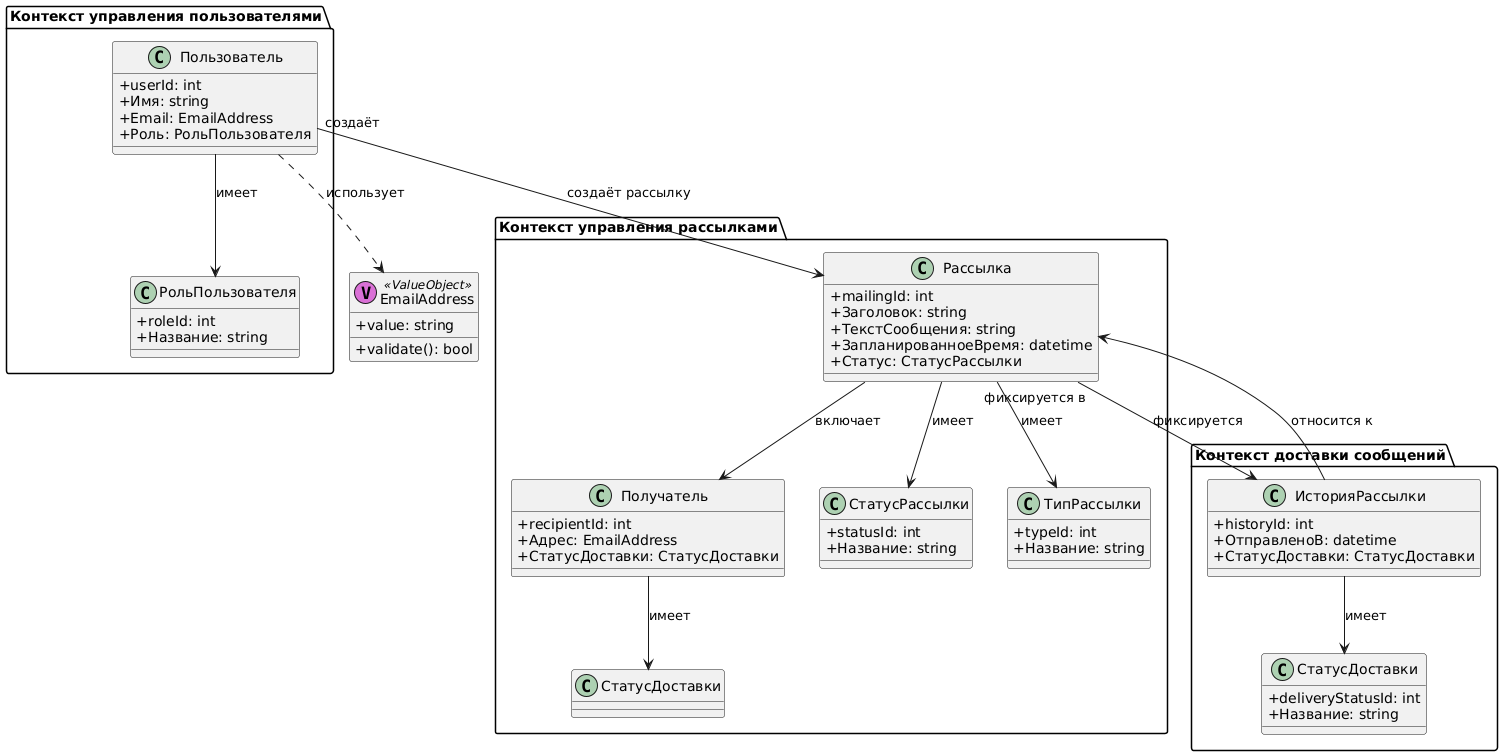 Контекст управления пользователями
C Пользователь
+userId: int
+Имя: string
+Email: EmailAddress
+Роль: РольПользователя
создаёт
имеет
использует
создаёт рассылку
C РольПользователя
+roleId: int
+Название: string
V «ValueObject»
EmailAddress
+value: string
+validate(): bool
Контекст управления рассылками
C Рассылка
+mailingId: int
+Заголовок: string
+ТекстСообщения: string
+ЗапланированноеВремя: datetime
+Статус: СтатусРассылки
фиксируется в
включает
имеет
имеет
фиксируется
относится к
C Получатель
+recipientId: int
+Адрес: EmailAddress
+СтатусДоставки: СтатусДоставки
C СтатусРассылки
+statusId: int
+Название: string
C ТипРассылки
+typeId: int
+Название: string
имеет
C СтатусДоставки
Контекст доставки сообщений
C ИсторияРассылки
+historyId: int
+ОтправленоВ: datetime
+СтатусДоставки: СтатусДоставки
имеет
C СтатусДоставки
+deliveryStatusId: int
+Название: string